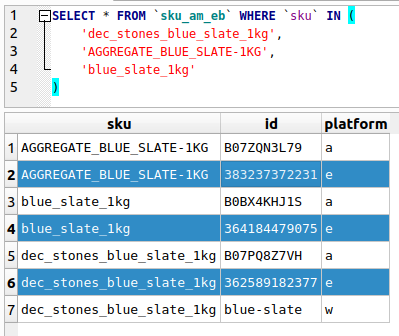 1 SELECT * FROM `sku_am_eb` WHERE `sku` IN (
2 'dec_stones_blue_slate_1kg',
3 'AGGREGATE_BLUE_SLATE-1KG',
4 'blue_slate_1kg'
5 )
sku id platform
1 AGGREGATE_BLUE_SLATE-1KG B07ZQN3L79 a
2 AGGREGATE_BLUE_SLATE-1KG 383237372231 e
3 blue_slate_1kg B0BX4KHJ1S a
4 blue_slate_1kg 364184479075 e
5 dec_stones_blue_slate_1kg B07PQ8Z7VH a
6 dec_stones_blue_slate_1kg 362589182377 e
7 dec_stones_blue_slate_1kg blue-slate w